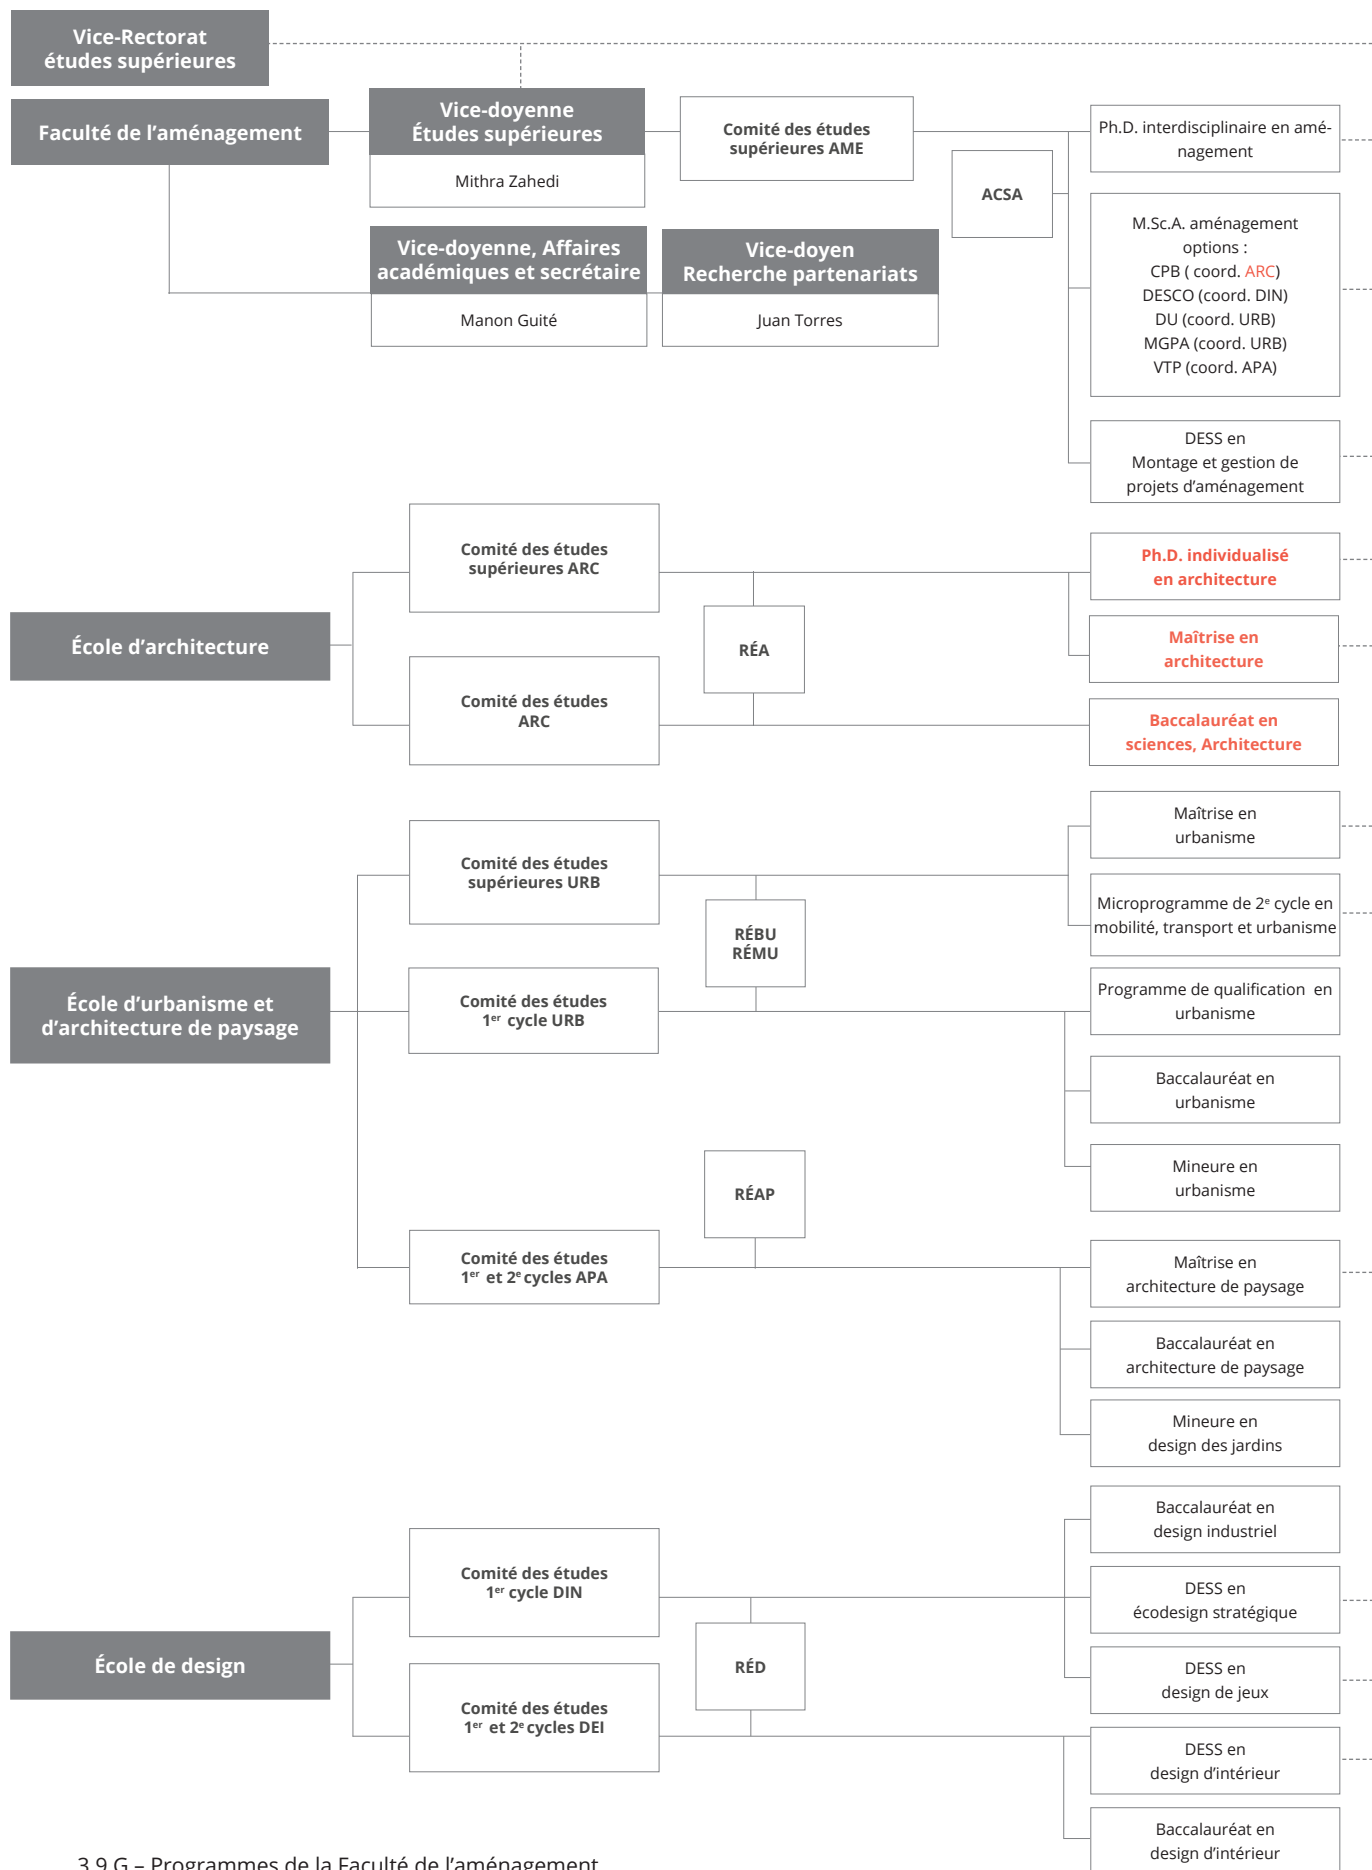 Vice-Rectorat
études supérieures
Faculté de l’aménagement
Vice-doyenne
Études supérieures
Mithra Zahedi
Comité des études
supérieures AME
ACSA
Ph.D. interdisciplinaire en amé-
nagement
Vice-doyenne, Affaires
académiques et secrétaire
Manon Guité
Vice-doyen
Recherche partenariats
Juan Torres
M.Sc.A. aménagement
options :
CPB ( coord. ARC)
DESCO (coord. DIN)
DU (coord. URB)
MGPA (coord. URB)
VTP (coord. APA)
DESS en
Montage et gestion de
projets d’aménagement
École d’architecture
Comité des études
supérieures ARC
Comité des études
ARC
RÉA
Ph.D. individualisé
en architecture
Maîtrise en
architecture
Baccalauréat en
sciences, Architecture
École d’urbanisme et
d’architecture de paysage
Comité des études
supérieures URB
Comité des études
1er cycle URB
RÉBU
RÉMU
Maîtrise en
urbanisme
Microprogramme de 2e cycle en
mobilité, transport et urbanisme
Programme de qualification en
urbanisme
Baccalauréat en
urbanisme
Mineure en
urbanisme
RÉAP
Comité des études
1er et 2e cycles APA
Maîtrise en
architecture de paysage
Baccalauréat en
architecture de paysage
Mineure en
design des jardins
École de design
Comité des études
1er cycle DIN
Comité des études
1er et 2e cycles DEI
RÉD
Baccalauréat en
design industriel
DESS en
écodesign stratégique
DESS en
design de jeux
DESS en
design d’intérieur
Baccalauréat en
design d’intérieur
3.9.G – Programmes de la Faculté de l’aménagement